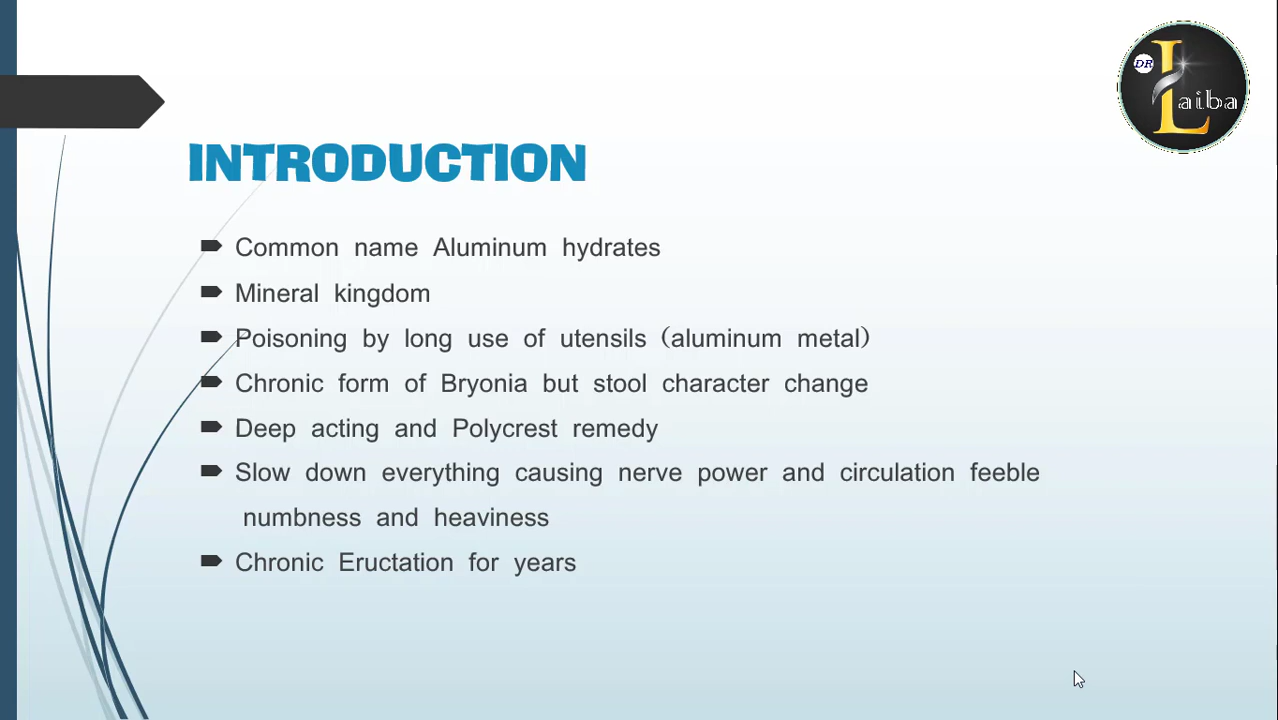 DR
Laiba
INTRODUCTION
Common name Aluminum hydrates
Mineral kingdom
Poisoning by long use of utensils (aluminum metal)
Chronic form of Bryonia but stool character change
Deep acting and Polycrest remedy
Slow down everything causing nerve power and circulation feeble
numbness and heaviness
Chronic Eructation for years